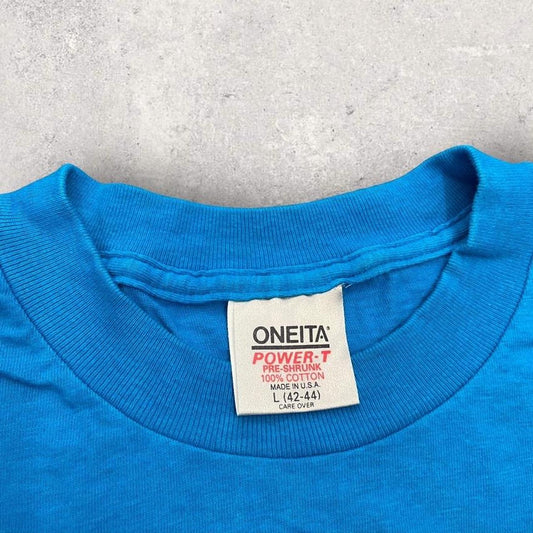 ONEITA®
POWER-T
PRE-SHRUNK
100% COTTON
MADE IN U.S.A.
L (42-44)
CARE OVER